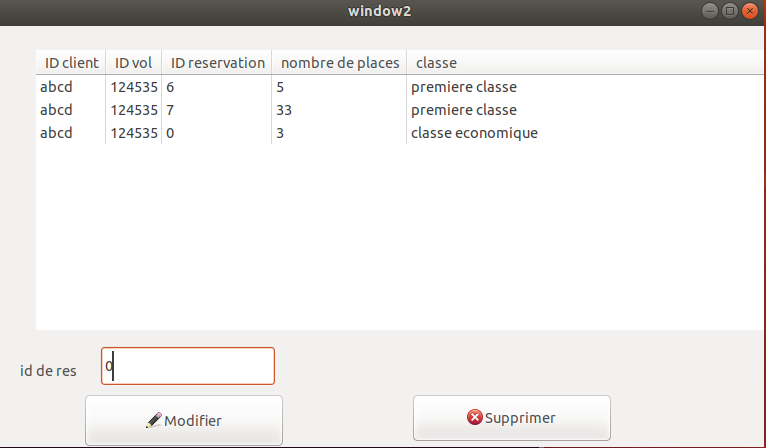 window2
ID client ID vol ID reservation nombre de places classe
abcd 124535 6 5 premiere classe
abcd 124535 7 33 premiere classe
abcd 124535 0 3 classe economique
id de res 0
Modifier Supprimer